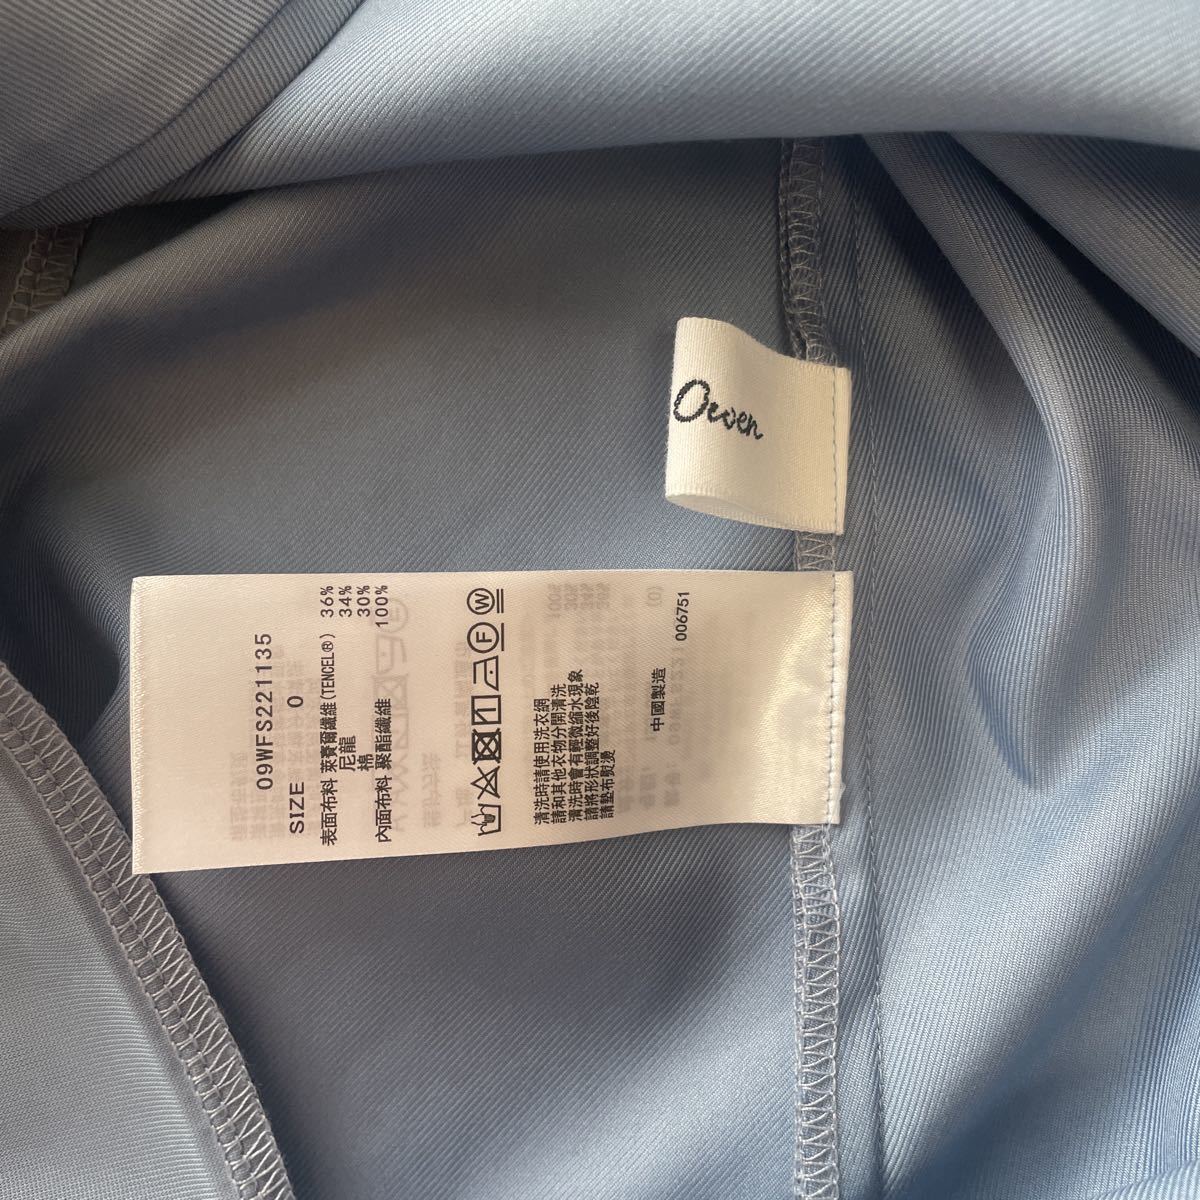 Owen
09WFS221135
SIZE 0
表面布料 萊賽爾纖維(TENCEL®) 36%
尼龍 34%
棉 30%
內面布料 聚酯纖維 100%
清洗時請使用洗衣網
請和其他衣物分開清洗
清洗時會有輕微縮水現象
請將形狀調整好後陰乾
請墊布熨燙
中國製造
006751